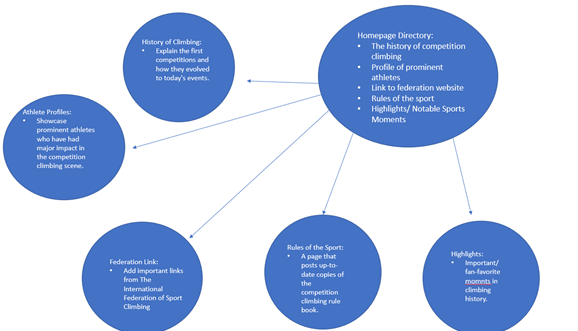 Homepage Directory:
• The history of competition
climbing
• Profile of prominent
athletes
• Link to federation website
• Rules of the sport
• Highlights/ Notable Sports
Moments
History of Climbing:
• Explain the first
competitions and
how they evolved
to today's events.
Athlete Profiles:
• Showcase
prominent athletes
who have had
major impact in
the competition
climbing scene.
Federation Link:
• Add important links
from The
International
Federation of Sport
Climbing
Rules of the Sport:
• A page that
posts up-to-
date copies of
the
competition
climbing rule
book.
Highlights:
• Important/
fan-favorite
momnts in
climbing
history.